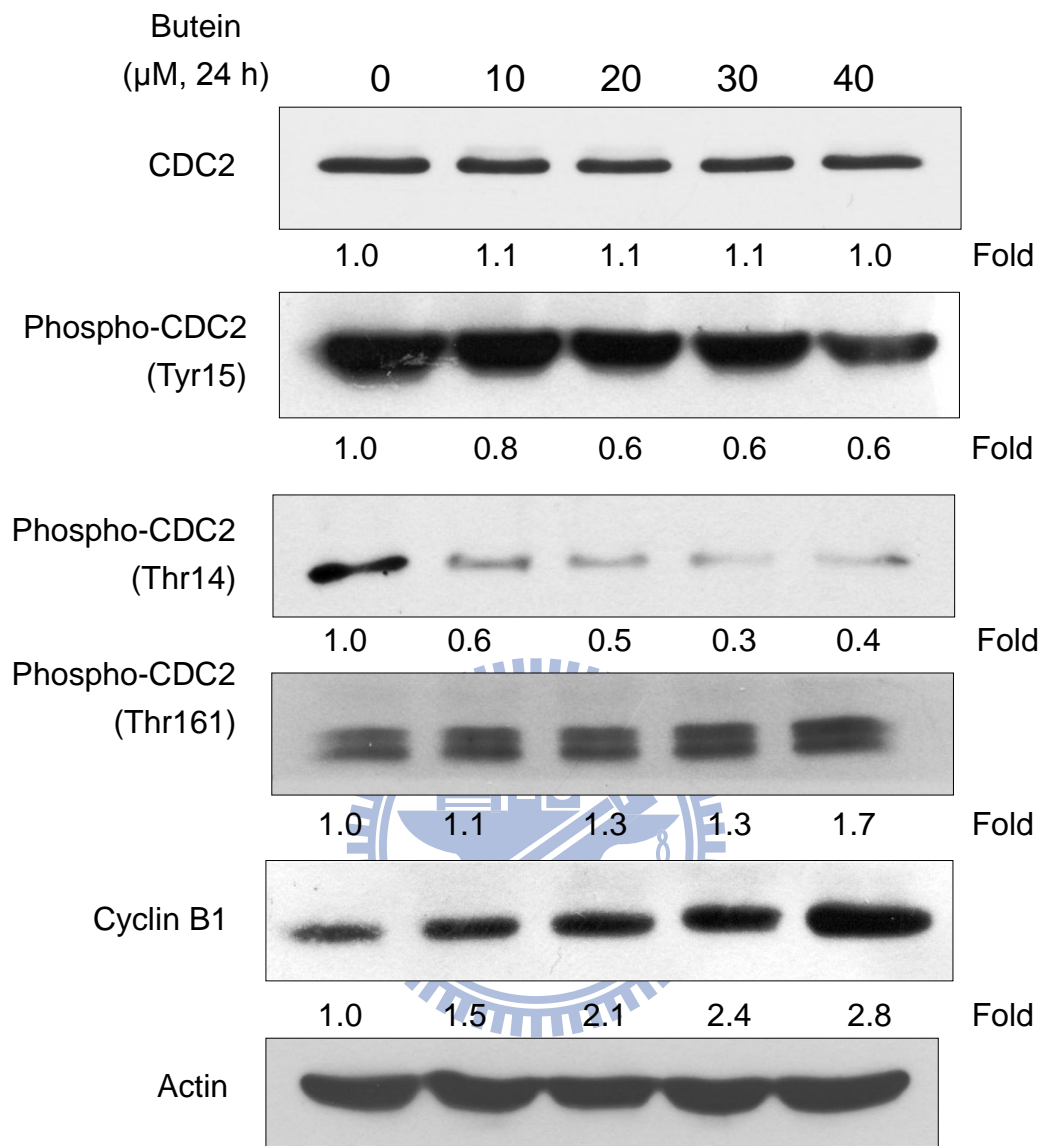 Butein
(µM, 24 h) 0 10 20 30 40
CDC2
1.0 1.1 1.1 1.1 1.0 Fold
Phospho-CDC2
(Tyr15)
1.0 0.8 0.6 0.6 0.6 Fold
Phospho-CDC2
(Thr14)
1.0 0.6 0.5 0.3 0.4 Fold
Phospho-CDC2
(Thr161)
1.0 1.1 1.3 1.3 1.7 Fold
Cyclin B1
1.0 1.5 2.1 2.4 2.8 Fold
Actin